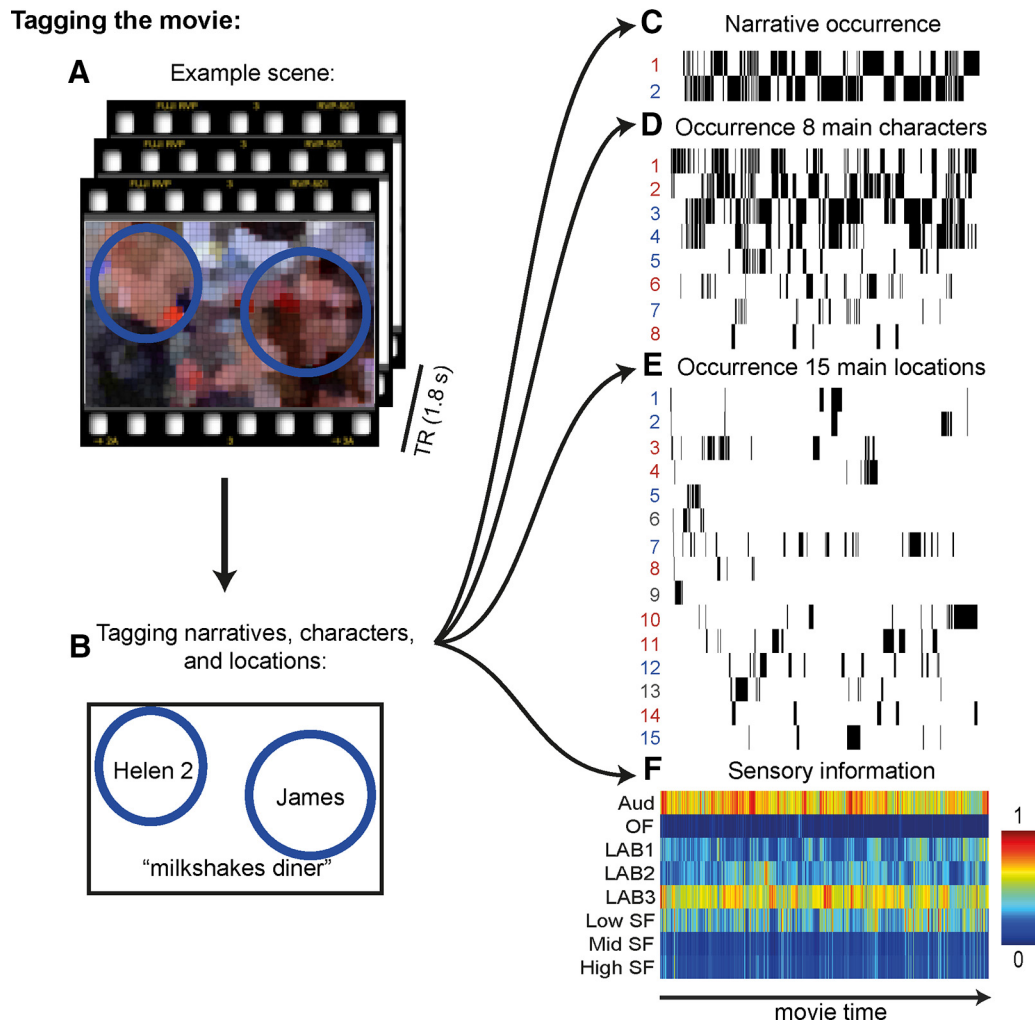 Tagging the movie:
A
Example scene:
3
3
TR (1.8 s)
B
Tagging narratives, characters,
and locations:
Helen 2
James
“milkshakes diner”
C
Narrative occurrence
1
2
D
Occurrence 8 main characters
1
2
3
4
5
6
7
8
E
Occurrence 15 main locations
1
2
3
4
5
6
7
8
9
10
11
12
13
14
15
F
Sensory information
Aud
OF
LAB1
LAB2
LAB3
Low SF
Mid SF
High SF
1
0
movie time